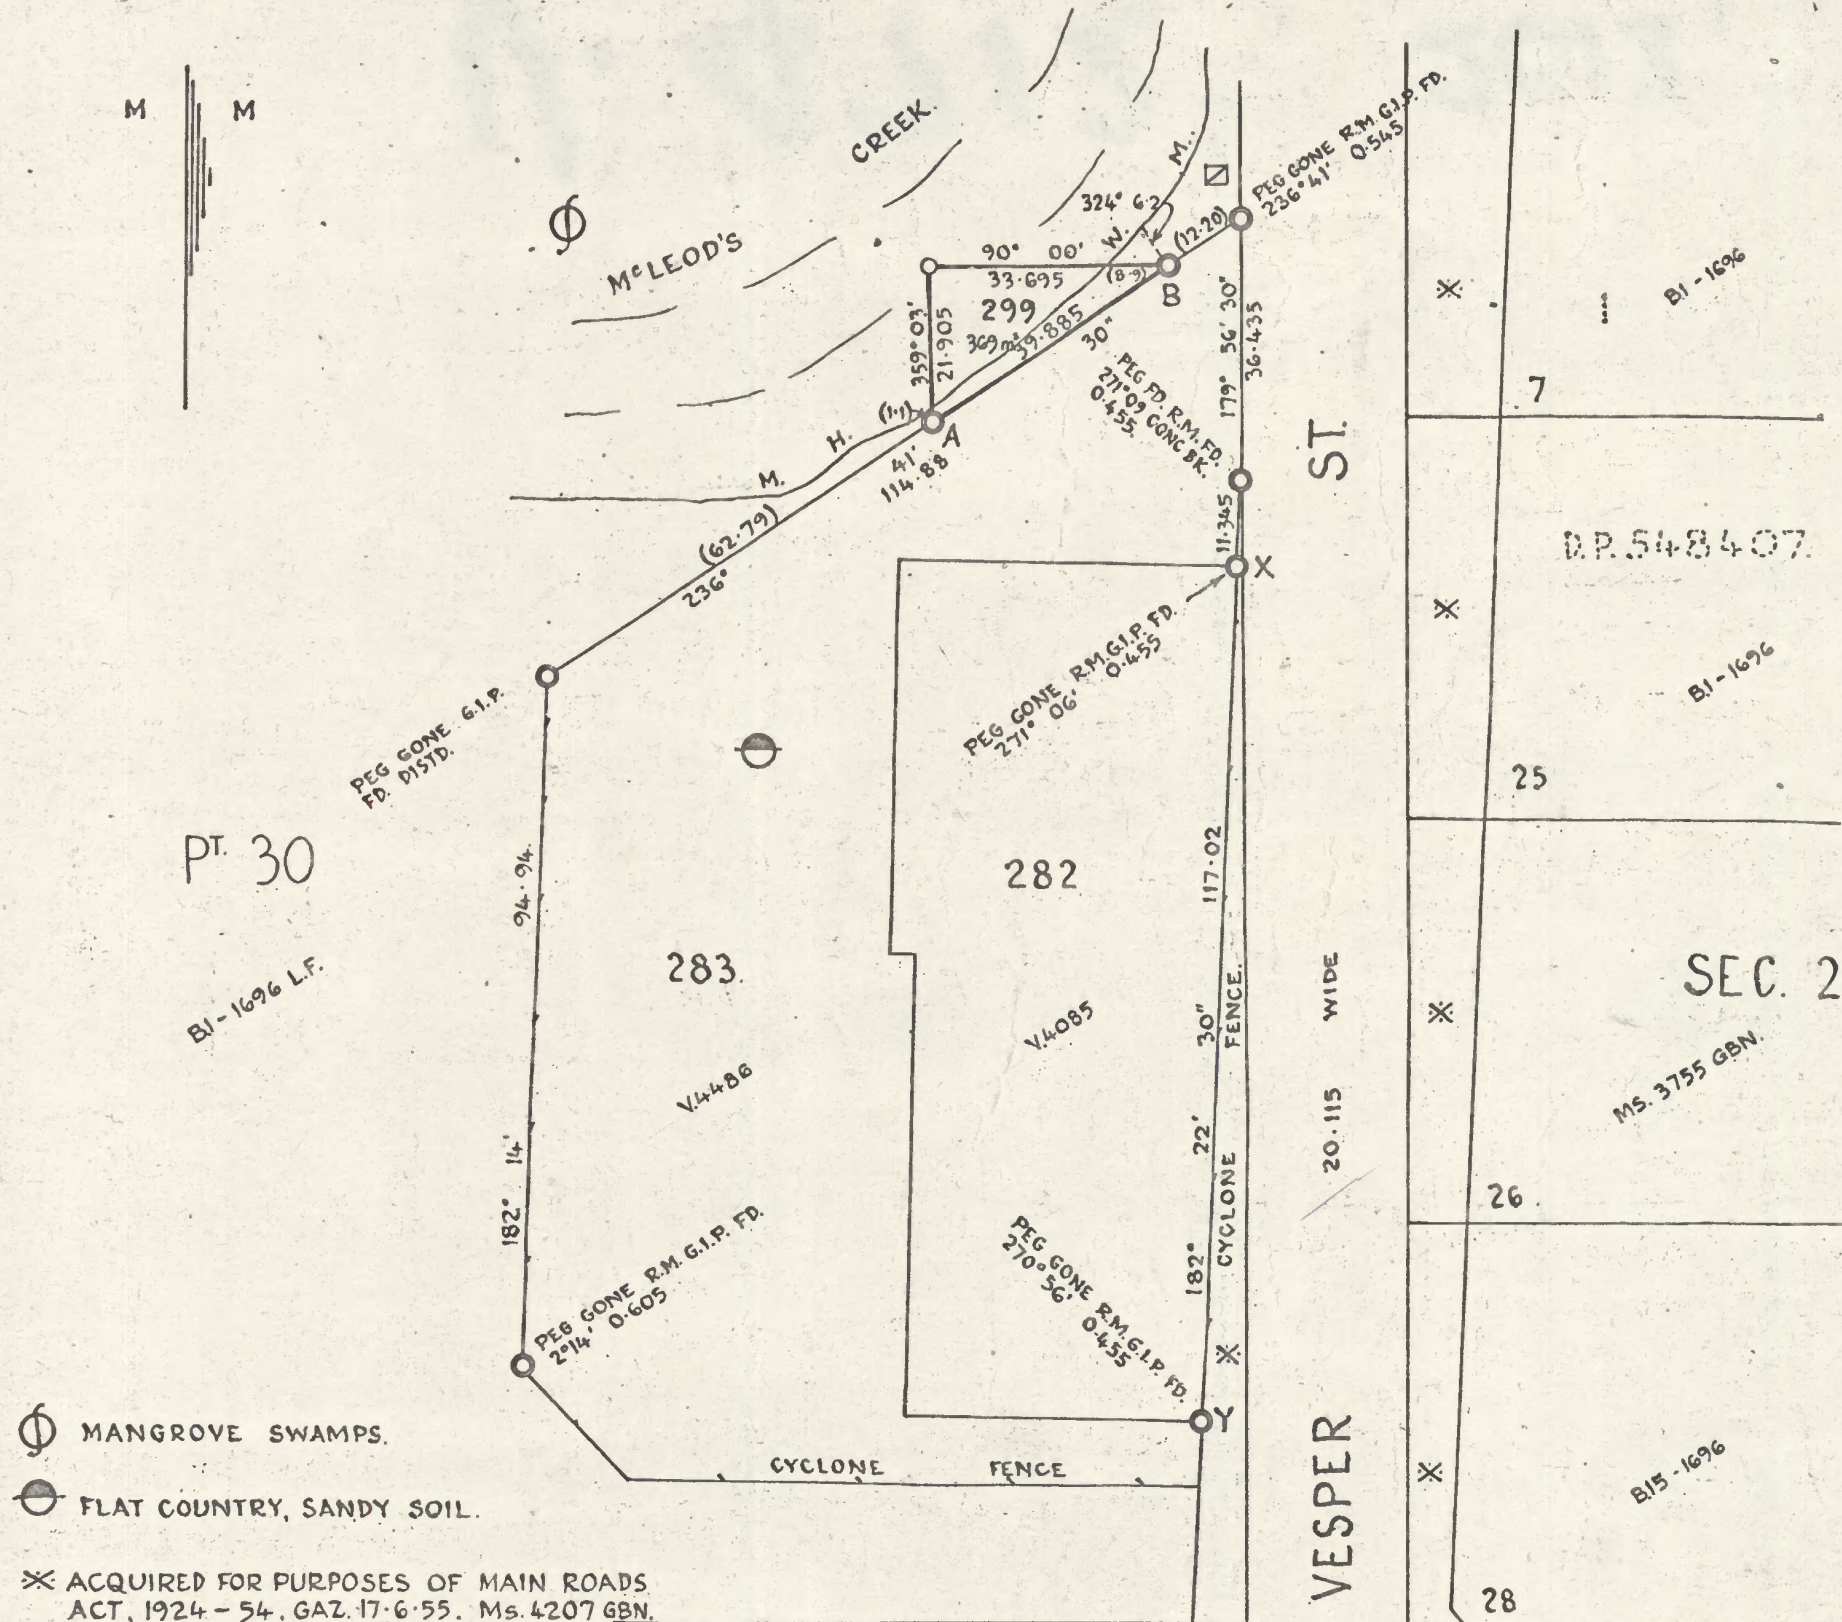 M M
CREEK.
McLEOD'S
PEG GONE R.M. G.I.P. FD.
236° 41' 0.545
324° 6.2
M. H. W. M.
(12.20)
90° 00'
33.695
(8.9)
B
299
369m²
359° 03'
21.905
39.885
30"
(1.1)
A
41'
114.88
(62.79)
236°
179° 56' 30"
36.435
PEG FD. R.M. FD.
271°09 CONC BK.
0.455.
11.345
X
PEG GONE R.M.G.I.P. FD.
271° 06' 0.455
PEG GONE G.I.P.
FD. DISTD.
PT. 30
B.1 - 1696 L.F.
94.94.
182° 14'
283.
V.4486
282
V.4085
117.02
182° 22' 30"
CYCLONE FENCE.
PEG GONE R.M. G.I.P. FD.
2°14' 0.605
PEG GONE R.M.G.I.P. FD.
270° 56' 0.455
Y
CYCLONE FENCE
VESPER ST.
20.115 WIDE
B.1 - 1696
7
D.P. 548407.
B.1 - 1696
25
SEC. 2
Ms. 3755 GBN.
26.
B.15 - 1696
28
MANGROVE SWAMPS.
FLAT COUNTRY, SANDY SOIL.
※ ACQUIRED FOR PURPOSES OF MAIN ROADS
ACT, 1924 – 54. GAZ. 17.6.55. Ms. 4207 GBN.